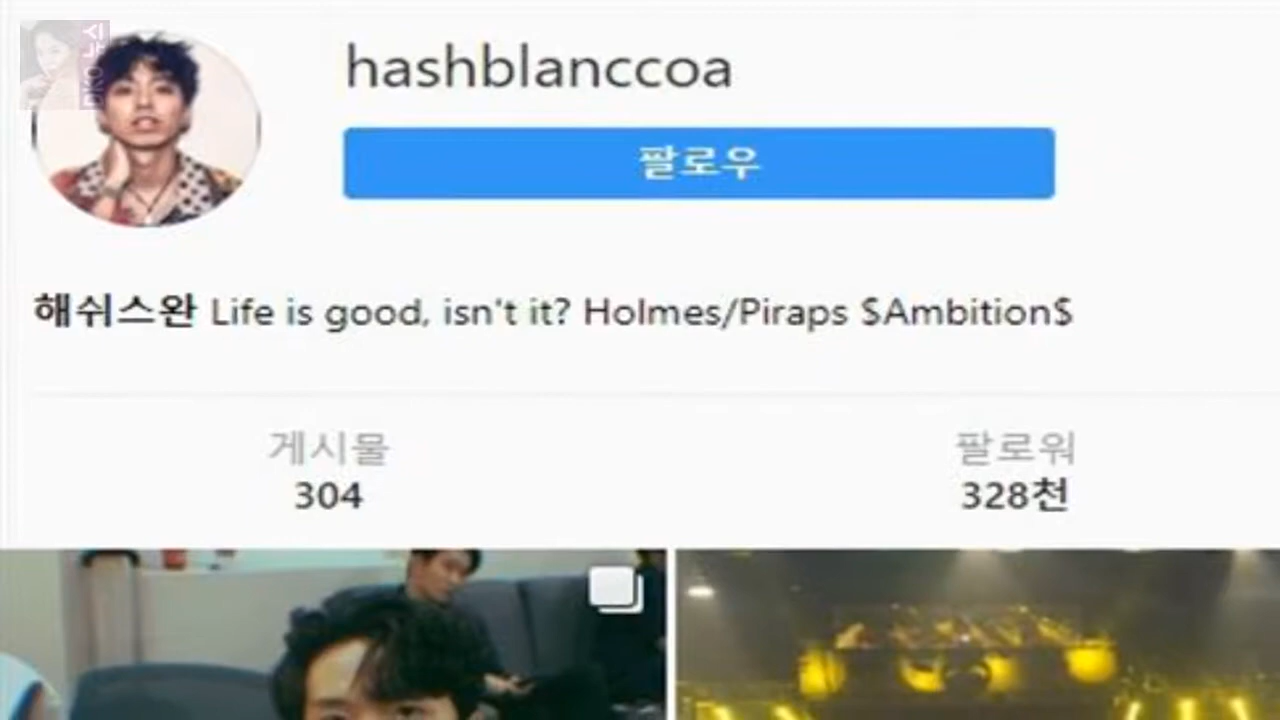 hashblanccoa
팔로우
해쉬스완 Life is good, isn't it? Holmes/Piraps $Ambition$
게시물
팔로워
304
328천